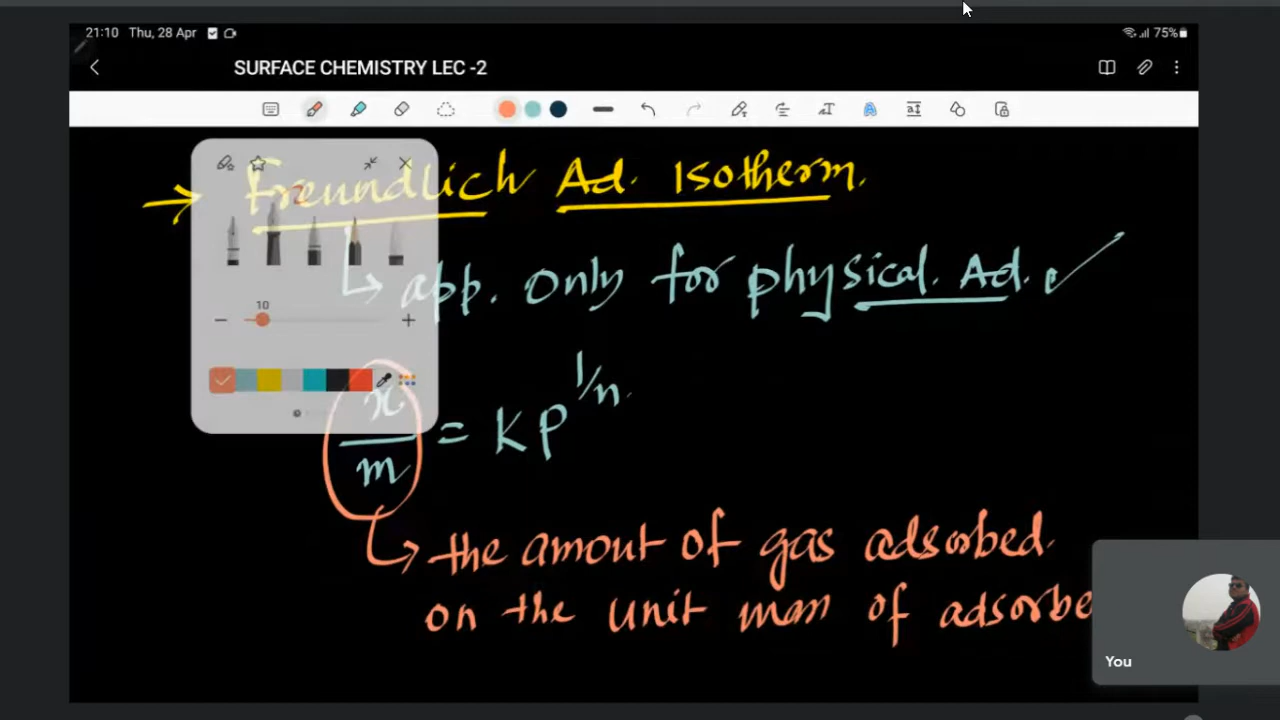 21:10 Thu, 28 Apr
75%
SURFACE CHEMISTRY LEC -2
→ Freundlich Ad. Isotherm.
↳ app. only for physical. Ad. ✓
10
x/m = kp^1/n.
↳ the amount of gas adsorbed.
on the unit mass of adsorbe
You